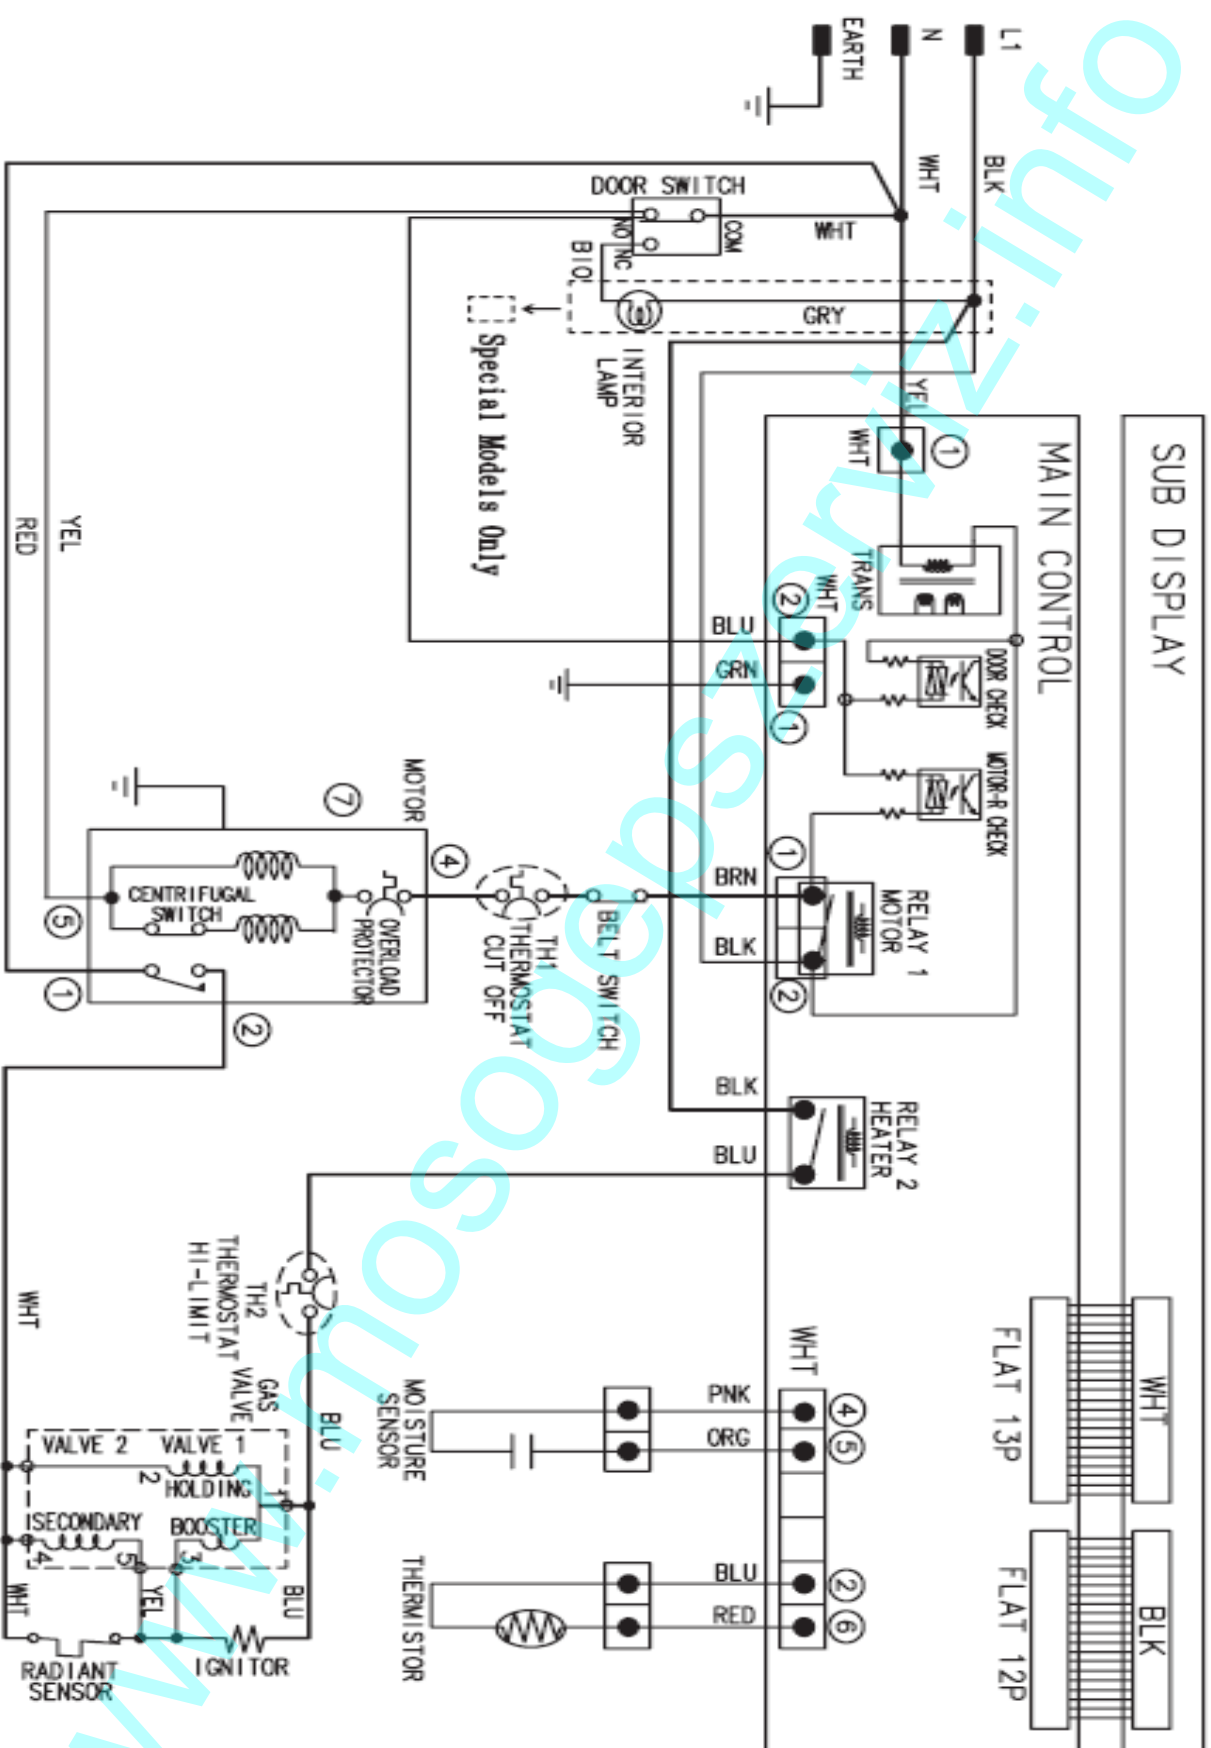 SUB DISPLAY
MAIN CONTROL
WHT
FLAT 13P
BLK
FLAT 12P
L1
N
EARTH
BLK
WHT
WHT
DOOR SWITCH
COM
NO
NC
BIO
GRY
INTERIOR
LAMP
Special Models Only
YEL
WHT
1
TRANS
WHT
2
BLU
GRN
1
DOOR CHECK
MOTOR-R CHECK
1
BRN
BLK
2
RELAY 1
MOTOR
BLK
BLU
RELAY 2
HEATER
BELT SWITCH
TH1
THERMOSTAT
CUT OFF
MOTOR
7
4
OVERLOAD
PROTECTOR
CENTRIFUGAL
SWITCH
5
1
2
YEL
RED
TH2
THERMOSTAT
HI-LIMIT
WHT
PNK
ORG
4
5
MOISTURE
SENSOR
BLU
RED
2
6
THERMISTOR
WHT
GAS
VALVE
BLU
VALVE 2
VALVE 1
2
HOLDING
1
SECONDARY
BOOSTER
4
5
3
WHT
YEL
BLU
RADIANT
SENSOR
IGNITOR
www.mosogepszerviz.info